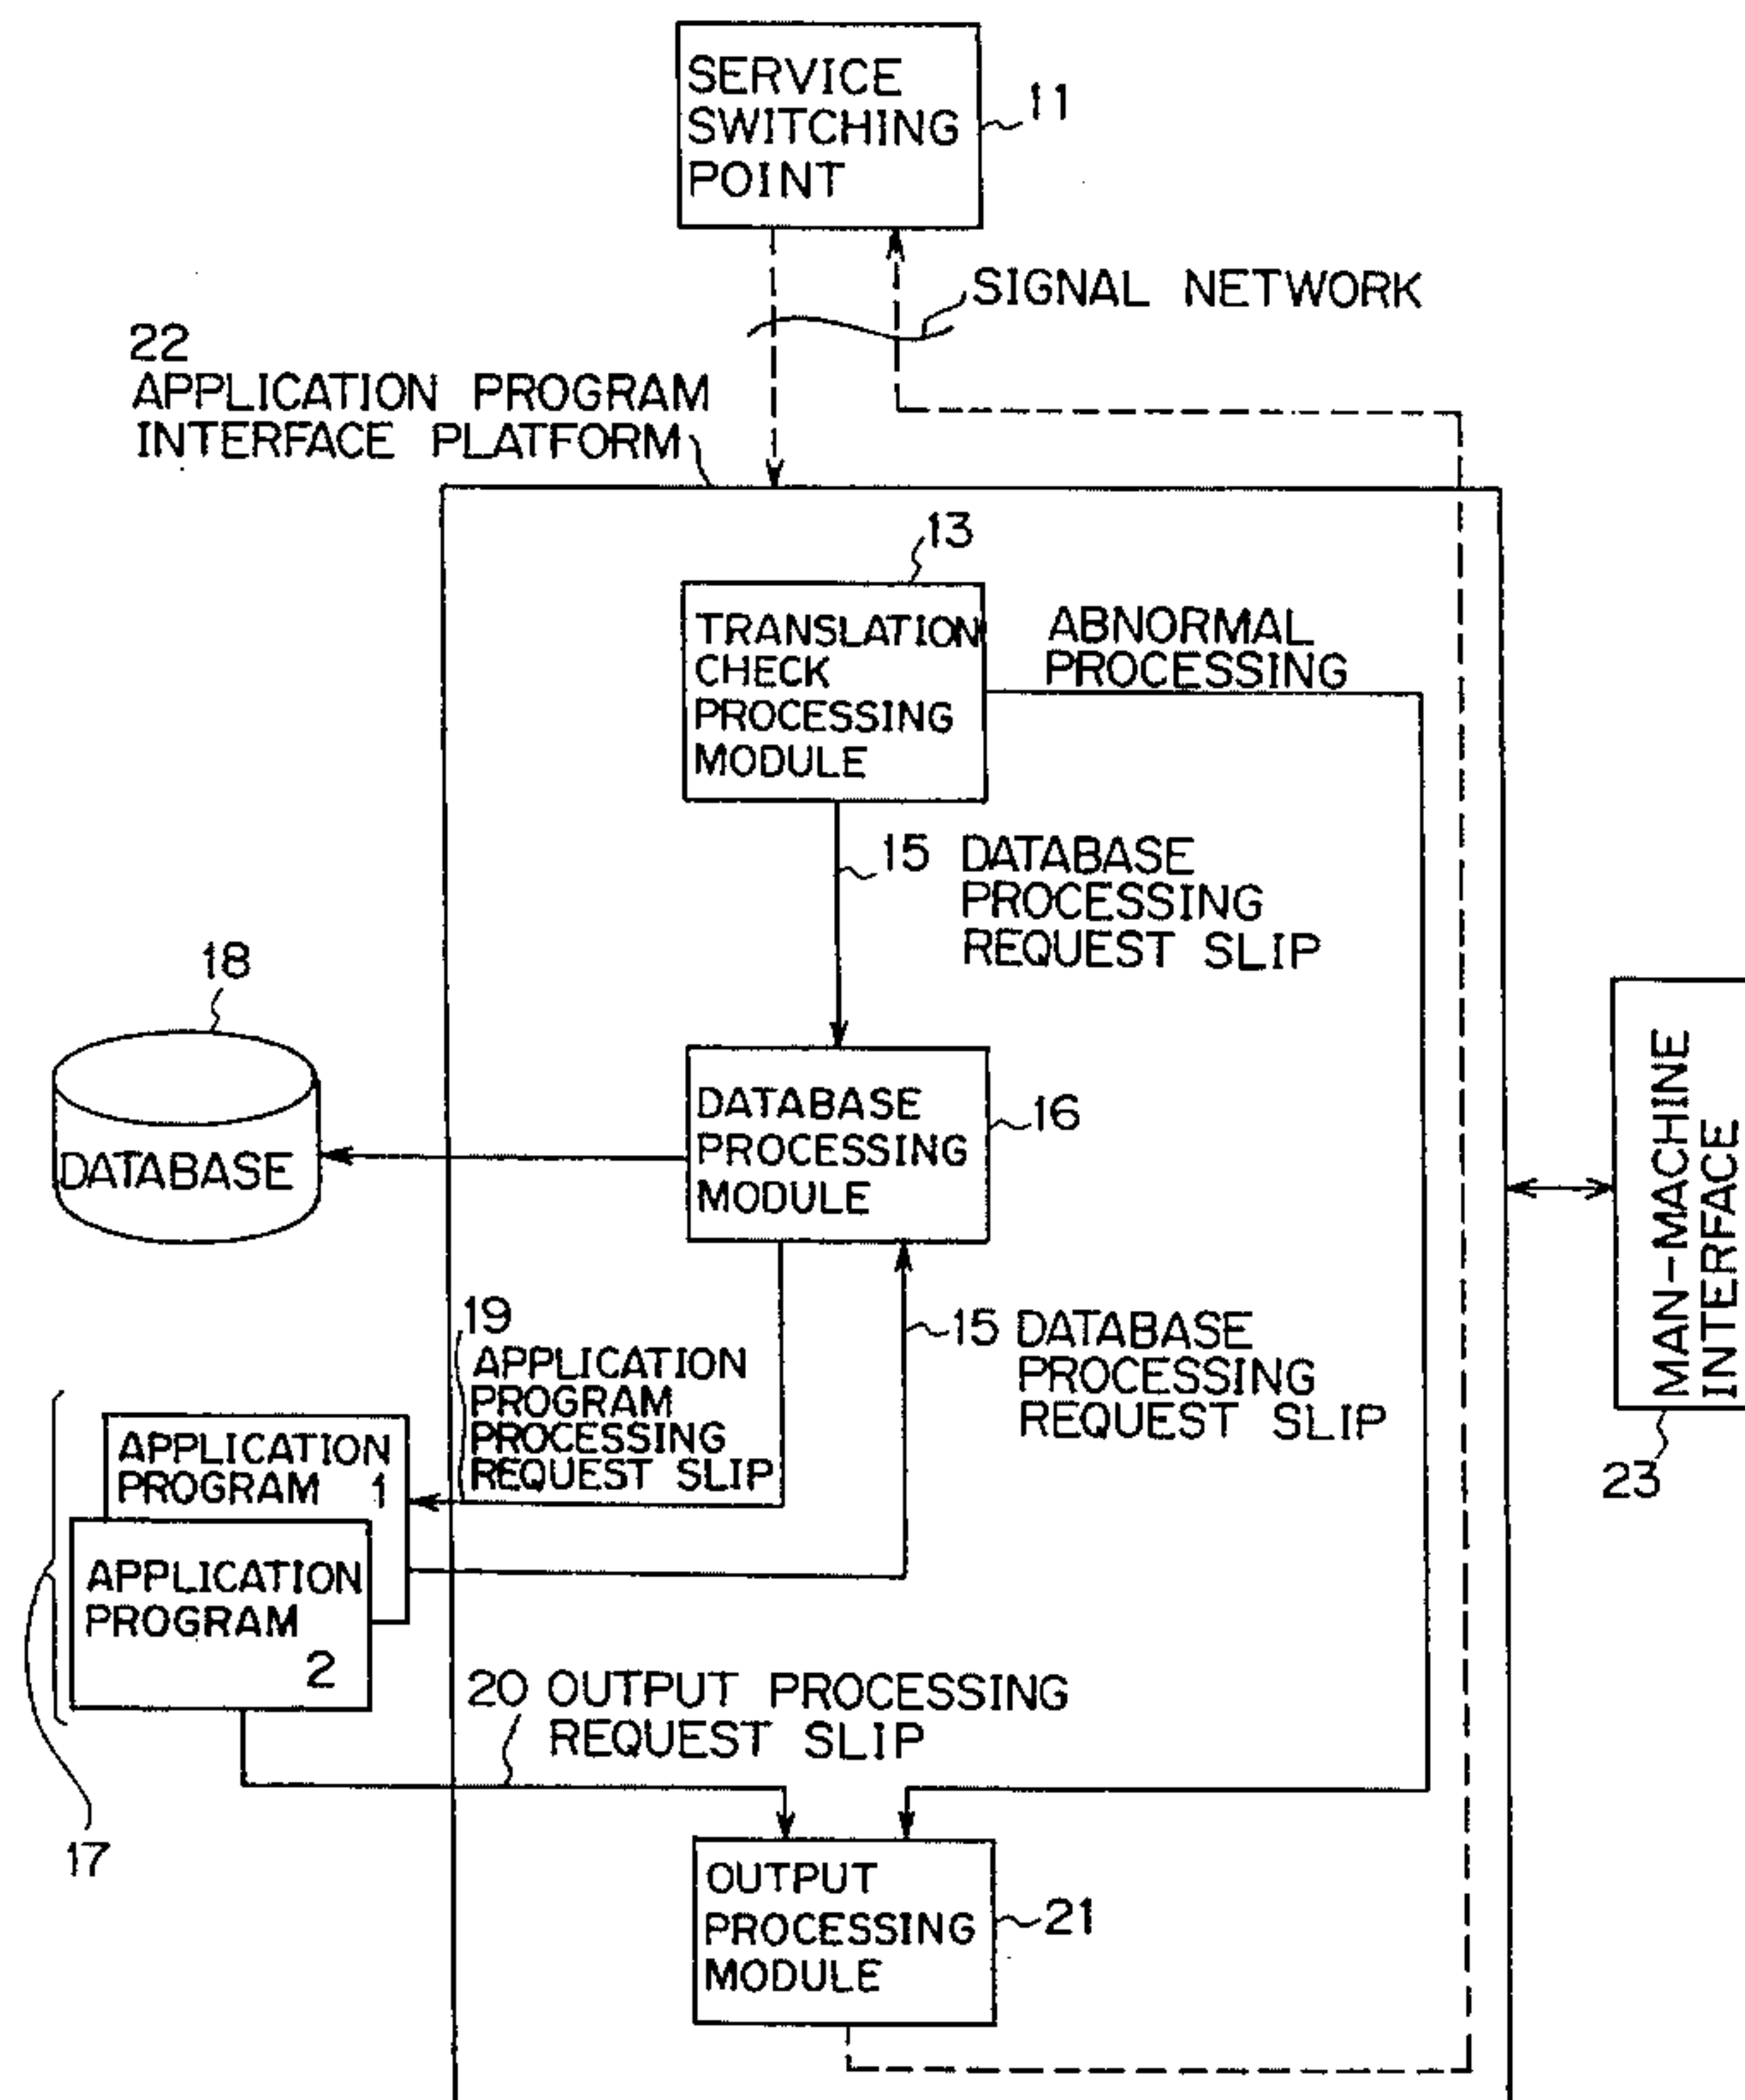 SERVICE
SWITCHING
POINT
11
SIGNAL NETWORK
22
APPLICATION PROGRAM
INTERFACE PLATFORM
13
TRANSLATION
CHECK
PROCESSING
MODULE
ABNORMAL
PROCESSING
15 DATABASE
PROCESSING
REQUEST SLIP
18
DATABASE
DATABASE
PROCESSING
MODULE
16
MAN-MACHINE
INTERFACE
23
19
APPLICATION
PROGRAM
PROCESSING
REQUEST SLIP
15 DATABASE
PROCESSING
REQUEST SLIP
APPLICATION
PROGRAM 1
APPLICATION
PROGRAM
2
17
20 OUTPUT PROCESSING
REQUEST SLIP
OUTPUT
PROCESSING
MODULE
21